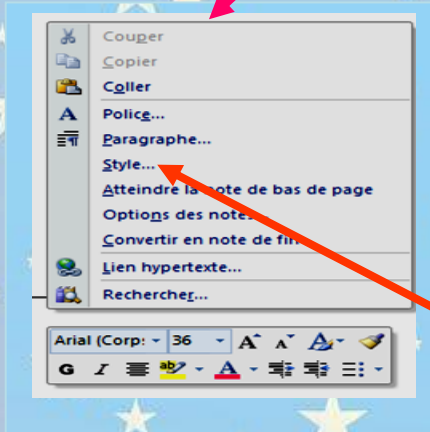 Couper
Copier
Coller
Police...
Paragraphe...
Style...
Atteindre la note de bas de page
Options des notes...
Convertir en note de fin
Lien hypertexte...
Rechercher...
Arial (Corp: 36 A A A
G I ab A